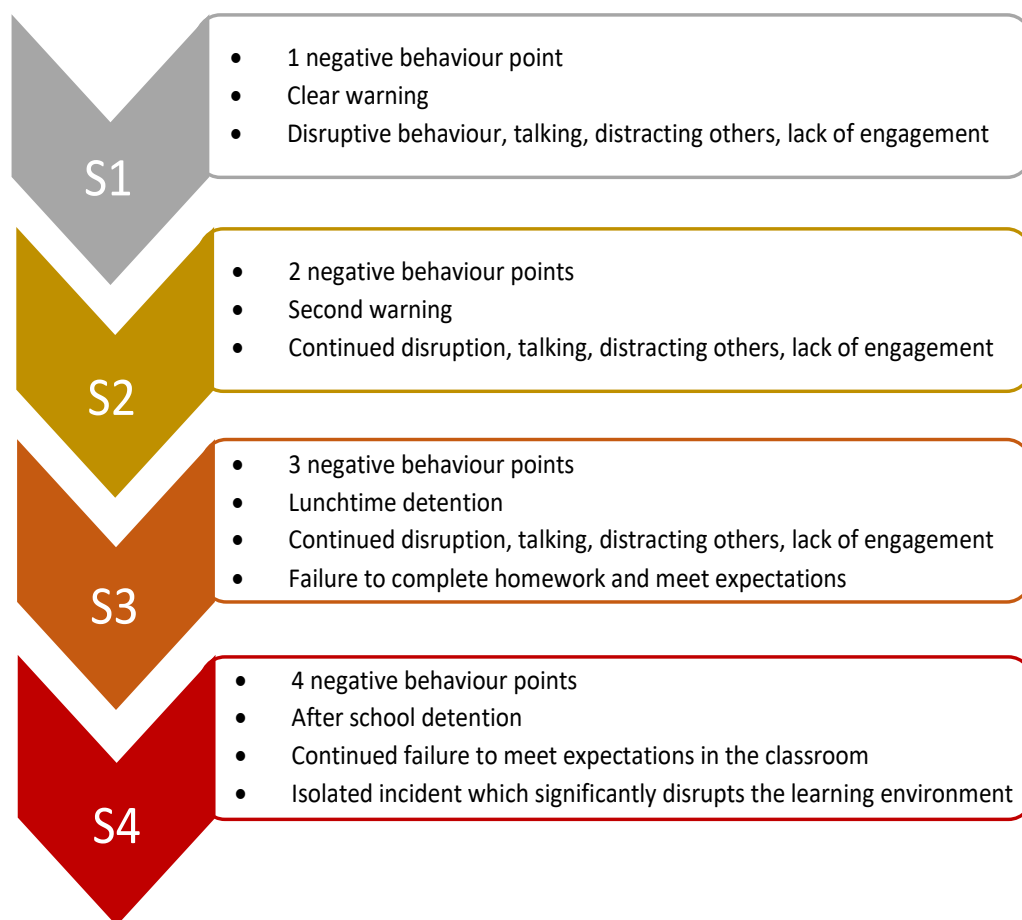 S1
• 1 negative behaviour point
• Clear warning
• Disruptive behaviour, talking, distracting others, lack of engagement
S2
• 2 negative behaviour points
• Second warning
• Continued disruption, talking, distracting others, lack of engagement
S3
• 3 negative behaviour points
• Lunchtime detention
• Continued disruption, talking, distracting others, lack of engagement
• Failure to complete homework and meet expectations
S4
• 4 negative behaviour points
• After school detention
• Continued failure to meet expectations in the classroom
• Isolated incident which significantly disrupts the learning environment